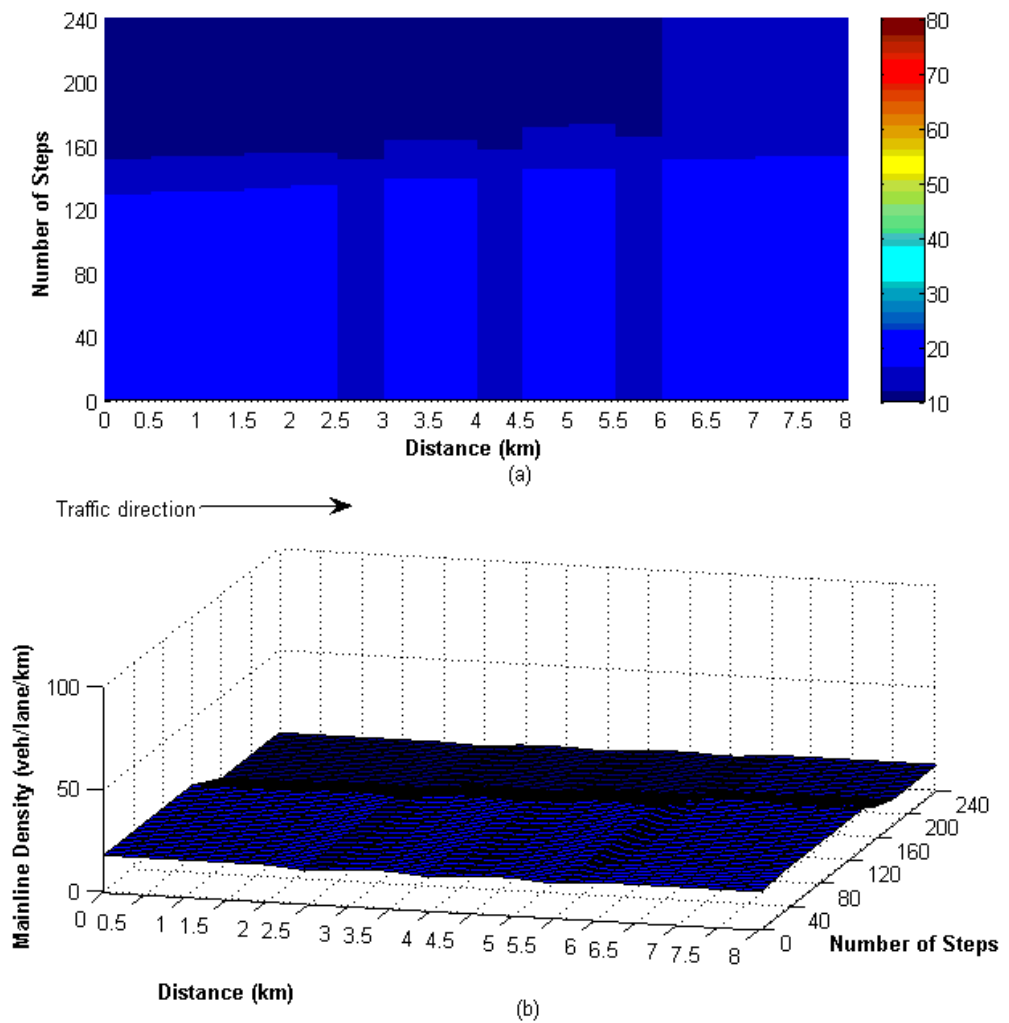 240
200
160
120
80
40
0
Number of Steps
0 0.5 1 1.5 2 2.5 3 3.5 4 4.5 5 5.5 6 6.5 7 7.5 8
Distance (km)
80
70
60
50
40
30
20
10
(a)
Traffic direction
100
50
0
Mainline Density (veh/lane/km)
0 0.5 1 1.5 2 2.5 3 3.5 4 4.5 5 5.5 6 6.5 7 7.5 8
Distance (km)
240
200
160
120
80
40
0
Number of Steps
(b)